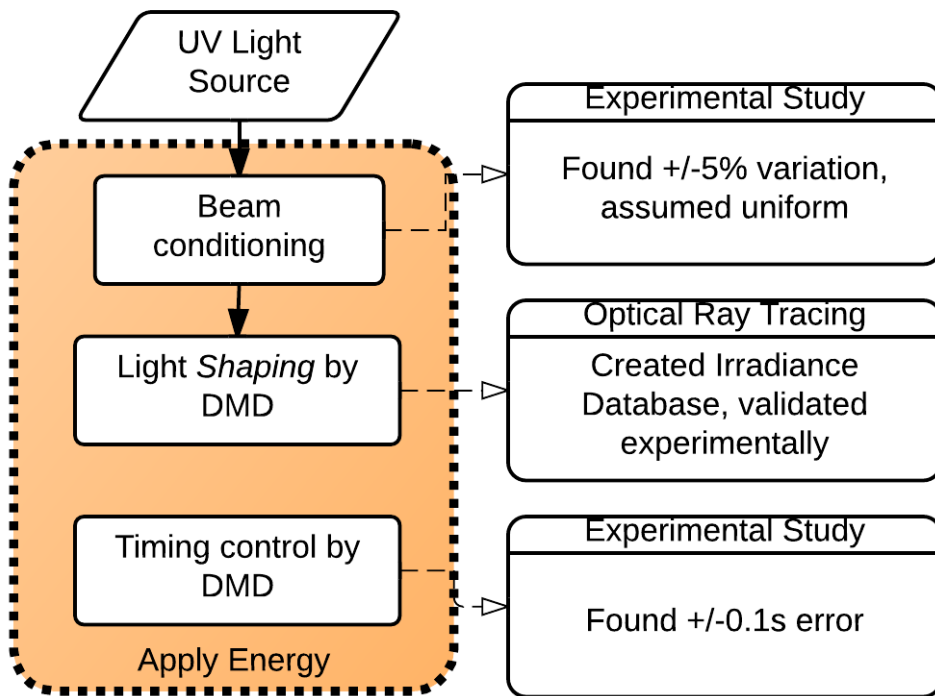 UV Light
Source
Experimental Study
Beam
conditioning
Found +/-5% variation,
assumed uniform
Optical Ray Tracing
Light Shaping by
DMD
Created Irradiance
Database, validated
experimentally
Experimental Study
Timing control by
DMD
Found +/-0.1s error
Apply Energy